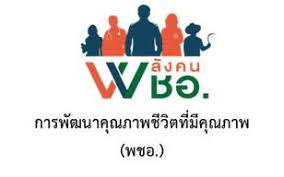 พลังคน
พชอ.
การพัฒนาคุณภาพชีวิตที่มีคุณภาพ
(พชอ.)